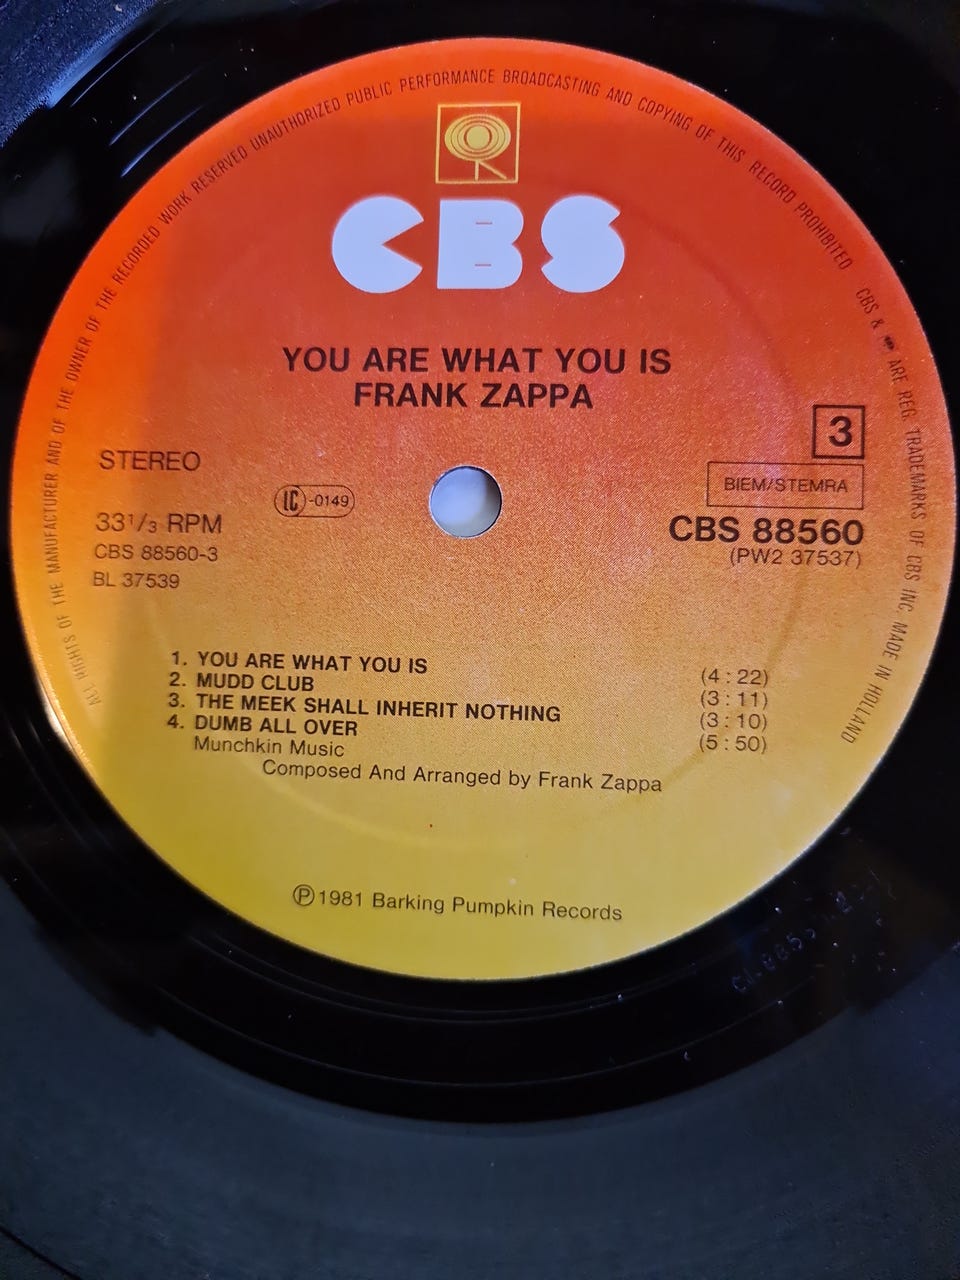 ALL RIGHTS OF THE MANUFACTURER AND OF THE OWNER OF THE RECORDED WORK RESERVED UNAUTHORIZED PUBLIC PERFORMANCE BROADCASTING AND COPYING OF THIS RECORD PROHIBITED
CBS & ARE REG. TRADEMARKS OF CBS INC. MADE IN HOLLAND
CBS
YOU ARE WHAT YOU IS
FRANK ZAPPA
3
STEREO
LC -0149
BIEM/STEMRA
33 1/3 RPM
CBS 88560
CBS 88560-3
(PW2 37537)
BL 37539
1. YOU ARE WHAT YOU IS (4 : 22)
2. MUDD CLUB (3 : 11)
3. THE MEEK SHALL INHERIT NOTHING (3 : 10)
4. DUMB ALL OVER (5 : 50)
Munchkin Music
Composed And Arranged by Frank Zappa
Ⓟ 1981 Barking Pumpkin Records